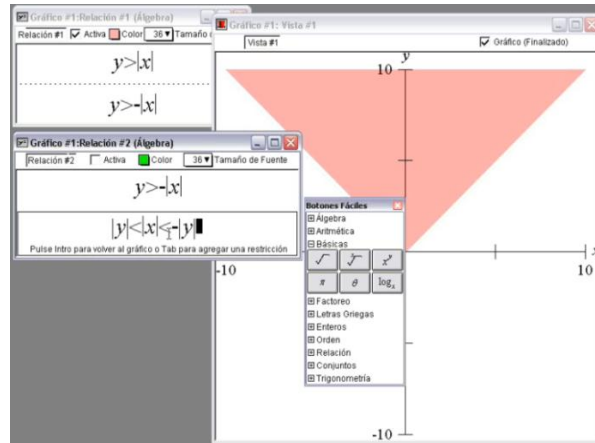 Gráfico #1:Relación #1 (Álgebra)
Relación #1 Activa Color 36 Tamaño
y>|x|
y>-|x|
Gráfico #1:Relación #2 (Álgebra)
Relación #2 Activa Color 36 Tamaño de Fuente
y>-|x|
|y|<|x|<-|y|
Pulse Intro para volver al gráfico o Tab para agregar una restricción
Gráfico #1: Vista #1
Vista #1 Gráfico (Finalizado)
y
10
x
-10
10
-10
Botones Fáciles
Álgebra
Aritmética
Básicas
√ √ xʸ
π θ logₐ
Factoreo
Letras Griegas
Enteros
Orden
Relación
Conjuntos
Trigonometría